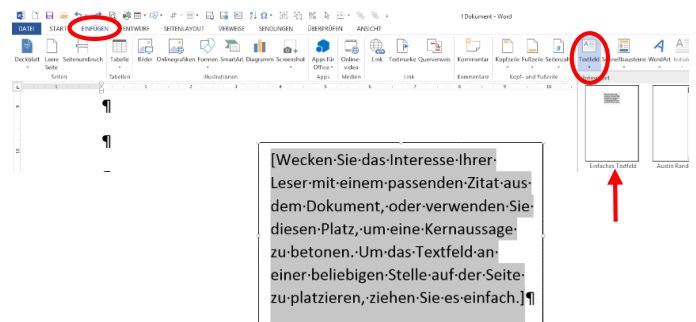 1 Dokument - Word
DATEI START EINFÜGEN ENTWURF SEITENLAYOUT VERWEISE SENDUNGEN ÜBERPRÜFEN ANSICHT
Deckblatt Leere Seite Seitenumbruch Tabelle Bilder Onlinegrafiken Formen SmartArt Diagramm Screenshot Apps für Office Online-video Link Textmarke Querverweis Kommentar Kopfzeile Fußzeile Seitenzahl Textfeld Schnellbausteine WordArt Initiale
Seiten Tabellen Illustrationen Apps Medien Link Kommentare Kopf- und Fußzeile
Einfaches Textfeld Austin Rand
¶
¶
[Wecken·Sie·das·Interesse·Ihrer·
Leser·mit·einem·passenden·Zitat·aus·
dem·Dokument,·oder·verwenden·Sie·
diesen·Platz,·um·eine·Kernaussage·
zu·betonen.·Um·das·Textfeld·an·
einer·beliebigen·Stelle·auf·der·Seite·
zu·platzieren,·ziehen·Sie·es·einfach.]¶